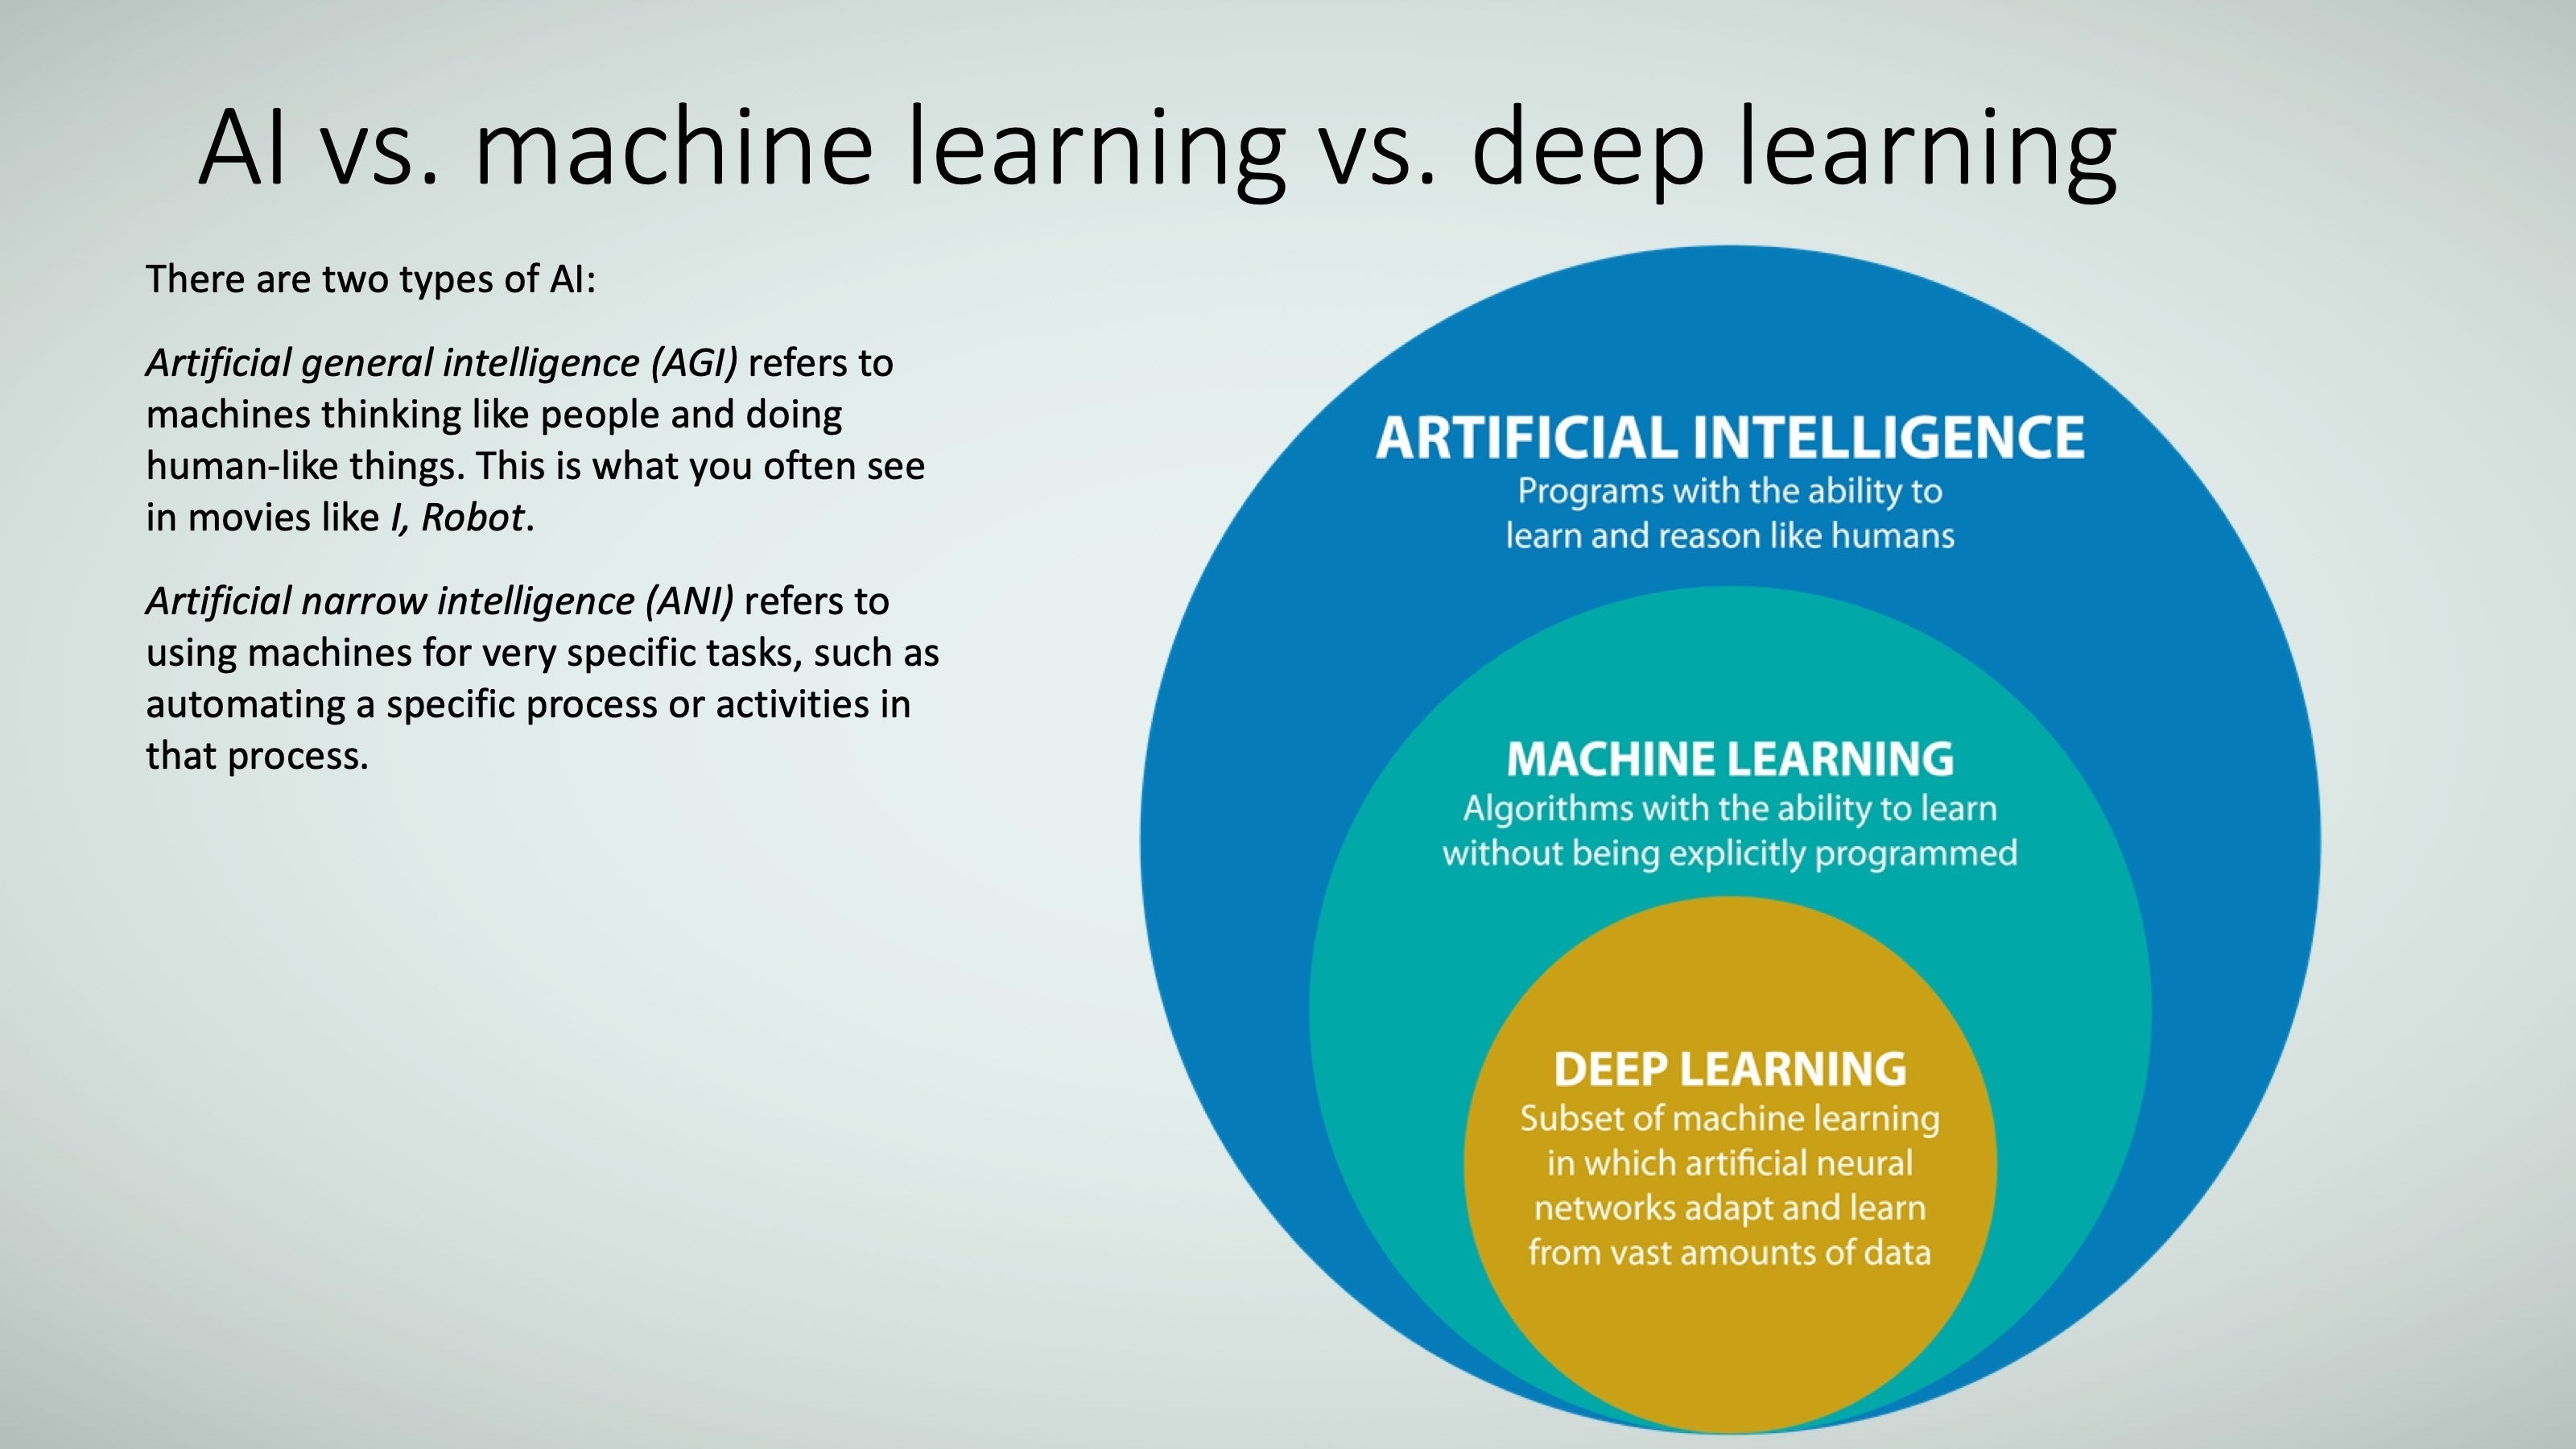 AI vs. machine learning vs. deep learning
There are two types of AI:
Artificial general intelligence (AGI) refers to
machines thinking like people and doing
human-like things. This is what you often see
in movies like I, Robot.
Artificial narrow intelligence (ANI) refers to
using machines for very specific tasks, such as
automating a specific process or activities in
that process.
ARTIFICIAL INTELLIGENCE
Programs with the ability to
learn and reason like humans
MACHINE LEARNING
Algorithms with the ability to learn
without being explicitly programmed
DEEP LEARNING
Subset of machine learning
in which artificial neural
networks adapt and learn
from vast amounts of data